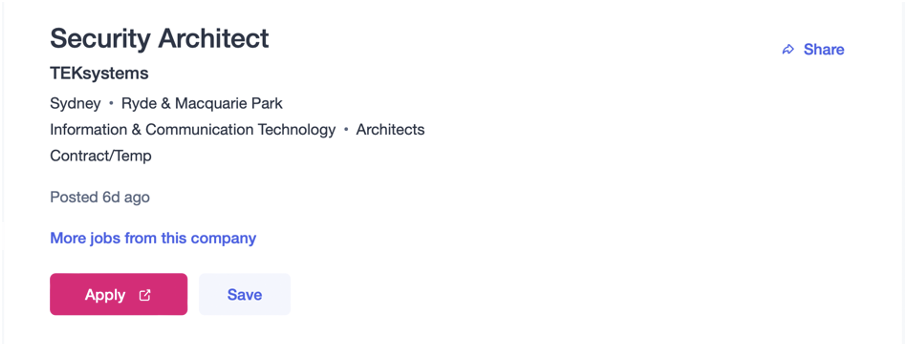 Security Architect
Share
TEKsystems
Sydney • Ryde & Macquarie Park
Information & Communication Technology • Architects
Contract/Temp
Posted 6d ago
More jobs from this company
Apply
Save